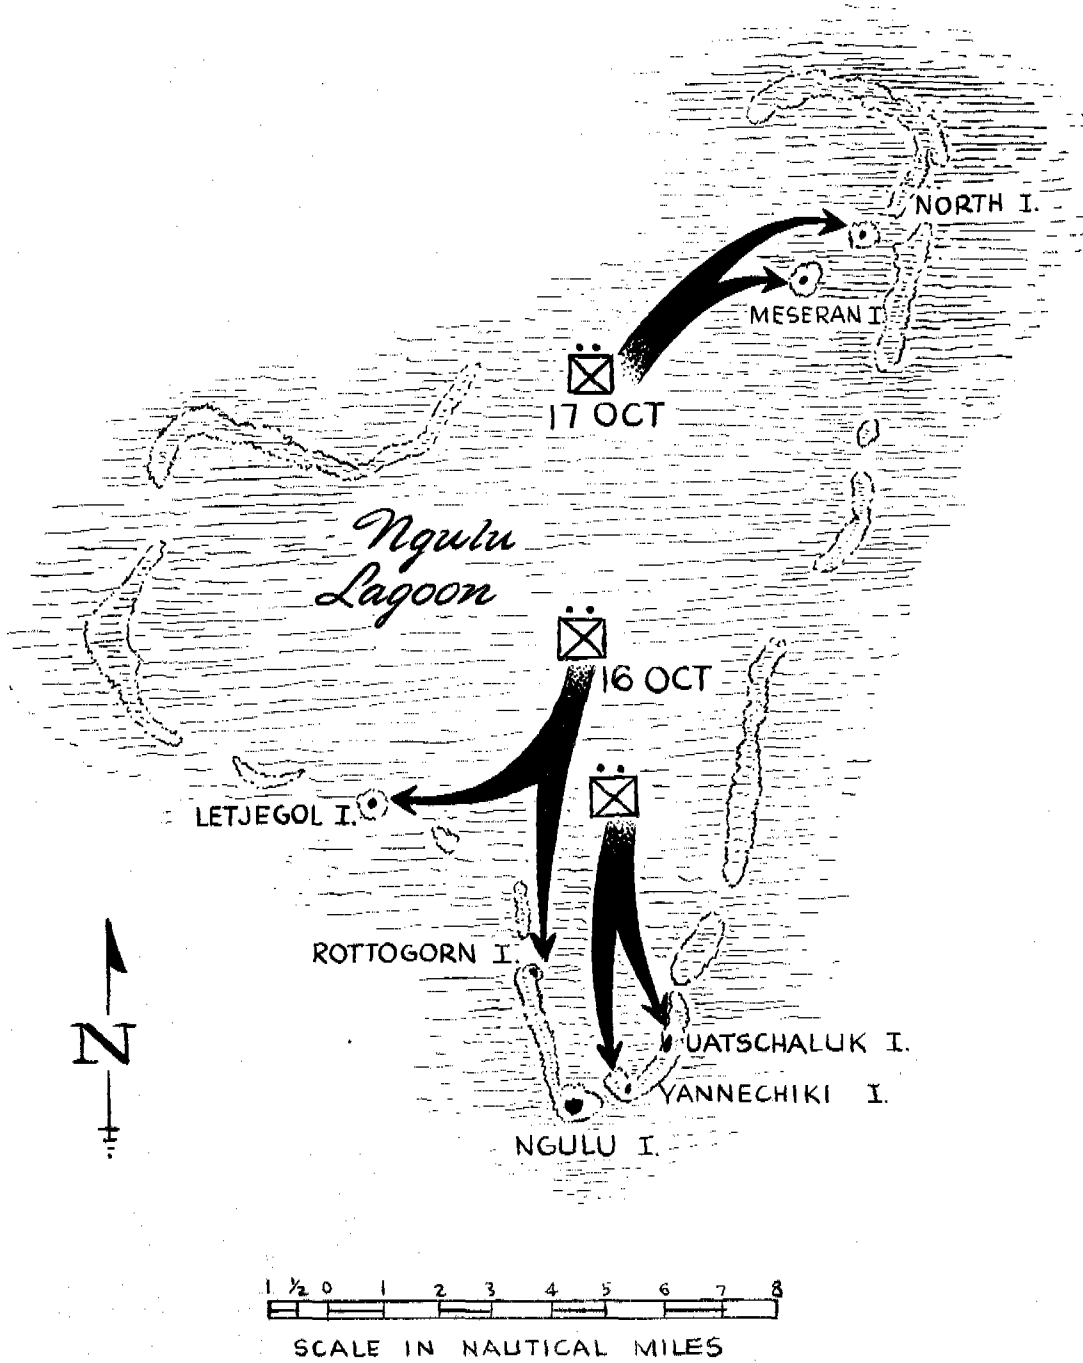 NORTH I.
MESERAN I.
17 OCT
Ngulu
Lagoon
16 OCT
LETJEGOL I.
ROTTOGORN I.
UATSCHALUK I.
YANNECHIKI I.
NGULU I.
N
1 ½ 0 1 2 3 4 5 6 7 8
SCALE IN NAUTICAL MILES